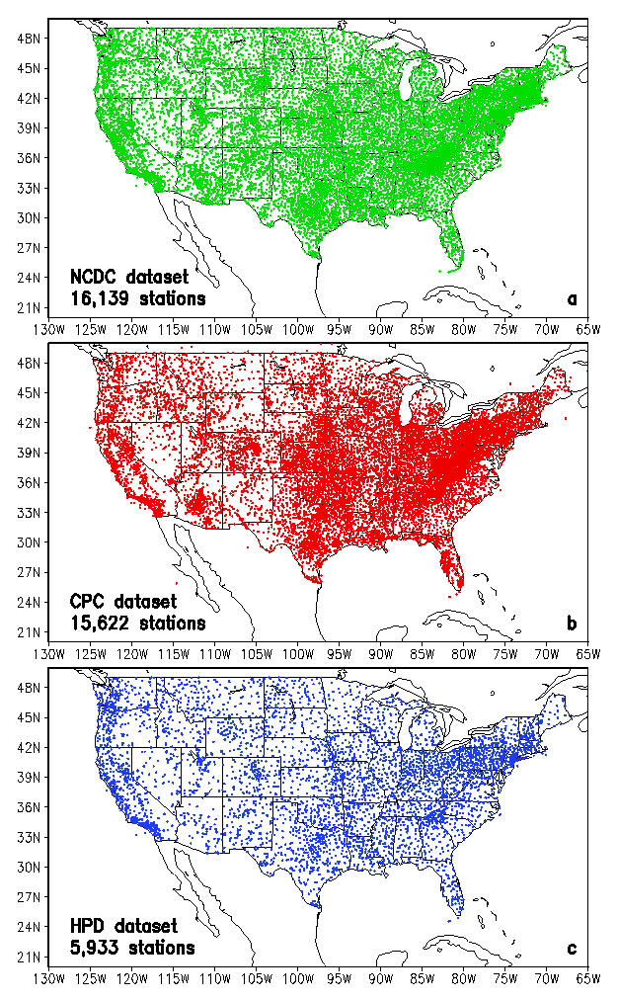 48N
45N
42N
39N
36N
33N
30N
27N
24N
21N
NCDC dataset
16,139 stations
a
130W 125W 120W 115W 110W 105W 100W 95W 90W 85W 80W 75W 70W 65W
48N
45N
42N
39N
36N
33N
30N
27N
24N
21N
CPC dataset
15,622 stations
b
130W 125W 120W 115W 110W 105W 100W 95W 90W 85W 80W 75W 70W 65W
48N
45N
42N
39N
36N
33N
30N
27N
24N
21N
HPD dataset
5,933 stations
c
130W 125W 120W 115W 110W 105W 100W 95W 90W 85W 80W 75W 70W 65W